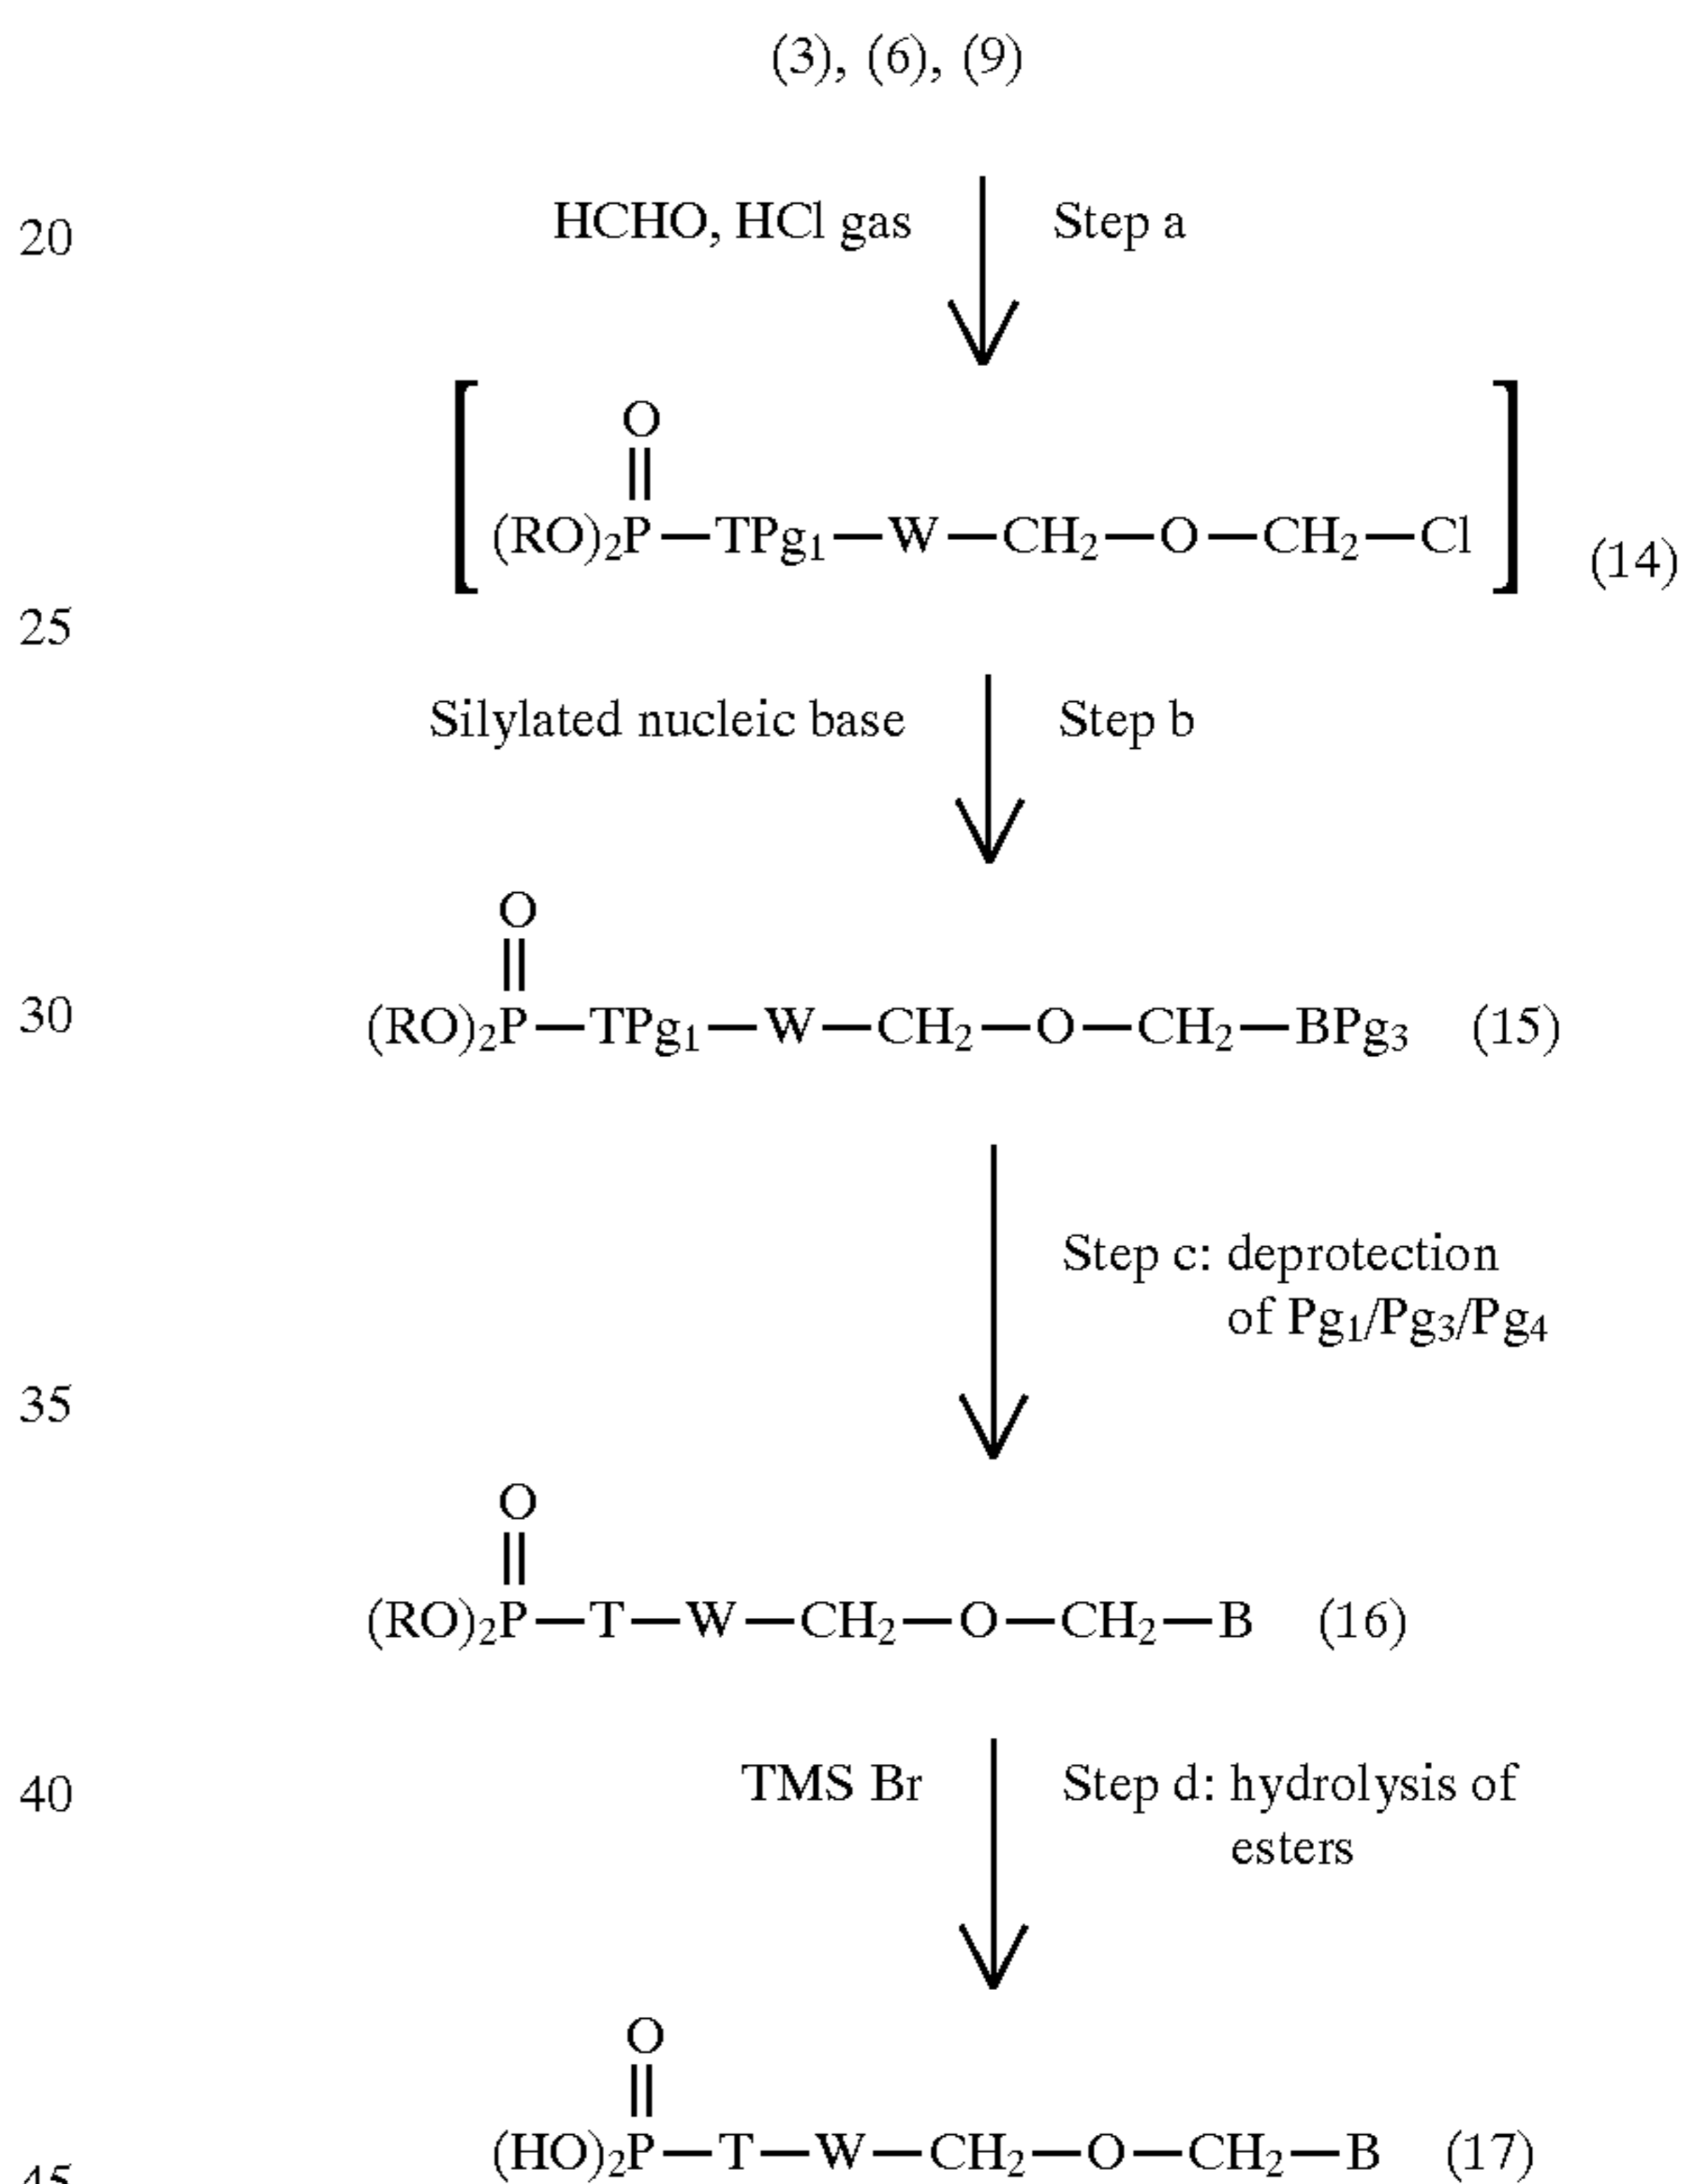 (3), (6), (9)
20
HCHO, HCl gas Step a
O
(RO)₂P—TPg₁—W—CH₂—O—CH₂—Cl (14)
25
Silylated nucleic base Step b
O
30 (RO)₂P—TPg₁—W—CH₂—O—CH₂—BPg₃ (15)
Step c: deprotection
of Pg₁/Pg₃/Pg₄
35
O
(RO)₂P—T—W—CH₂—O—CH₂—B (16)
40 TMS Br Step d: hydrolysis of
esters
O
(HO)₂P—T—W—CH₂—O—CH₂—B (17)
45